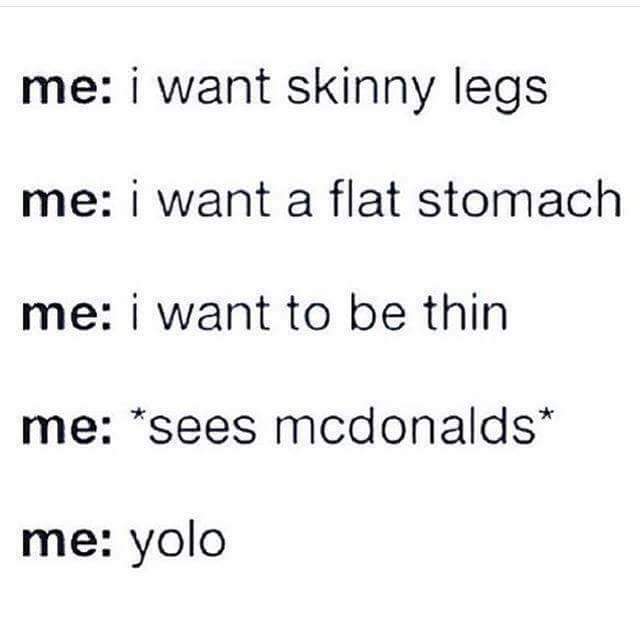 me: i want skinny legs
me: i want a flat stomach
me: i want to be thin
me: *sees mcdonalds*
me: yolo